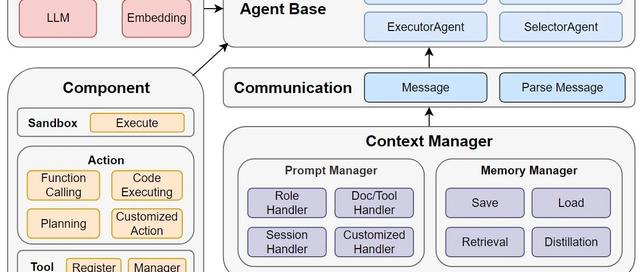 LLM
Embedding
Agent Base
ExecutorAgent
SelectorAgent
Component
Sandbox
Execute
Action
Function
Calling
Code
Executing
Planning
Customized
Action
Tool
Register
Manager
Communication
Message
Parse Message
Context Manager
Prompt Manager
Role
Handler
Doc/Tool
Handler
Session
Handler
Customized
Handler
Memory Manager
Save
Load
Retrieval
Distillation